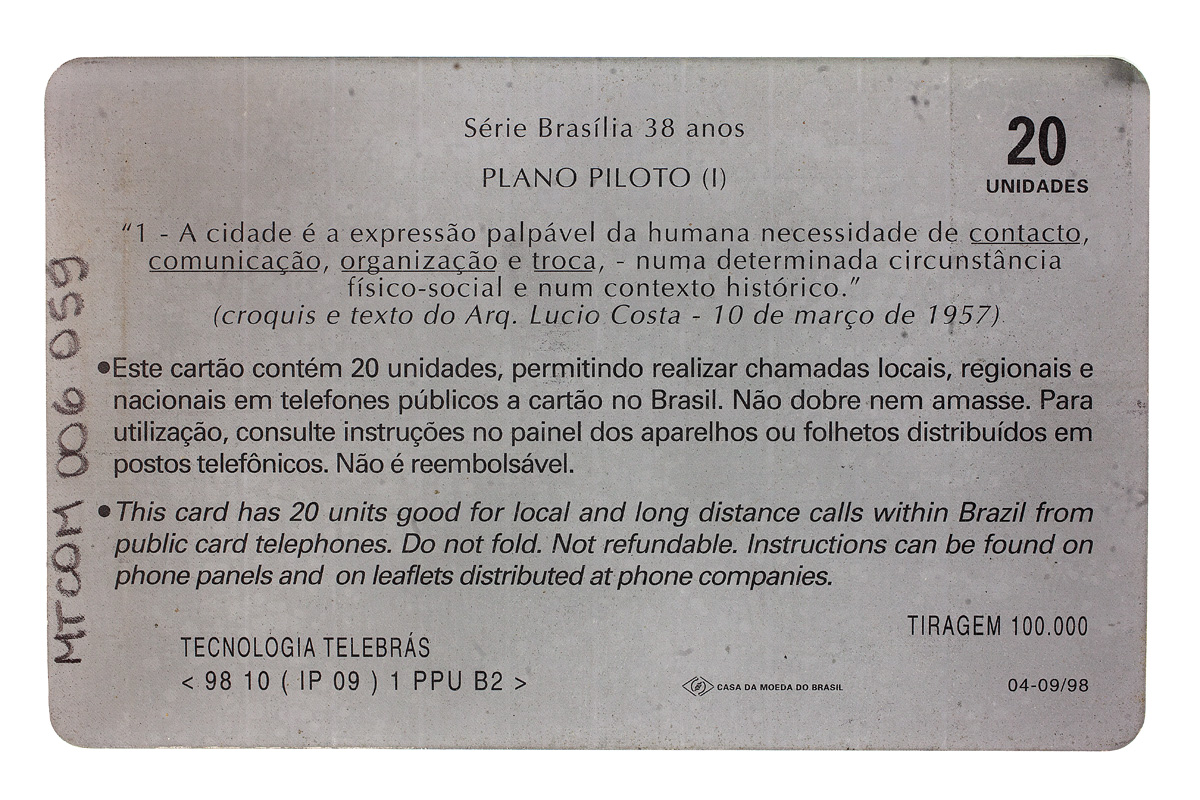 Série Brasília 38 anos
20
UNIDADES
PLANO PILOTO (I)
“1 - A cidade é a expressão palpável da humana necessidade de contacto,
comunicação, organização e troca, - numa determinada circunstância
físico-social e num contexto histórico.”
(croquis e texto do Arq. Lucio Costa - 10 de março de 1957).
•Este cartão contém 20 unidades, permitindo realizar chamadas locais, regionais e
nacionais em telefones públicos a cartão no Brasil. Não dobre nem amasse. Para
utilização, consulte instruções no painel dos aparelhos ou folhetos distribuídos em
postos telefônicos. Não é reembolsável.
•This card has 20 units good for local and long distance calls within Brazil from
public card telephones. Do not fold. Not refundable. Instructions can be found on
phone panels and on leaflets distributed at phone companies.
TIRAGEM 100.000
TECNOLOGIA TELEBRÁS
< 98 10 ( IP 09 ) 1 PPU B2 >
CASA DA MOEDA DO BRASIL
04-09/98
MTCOM 006 059